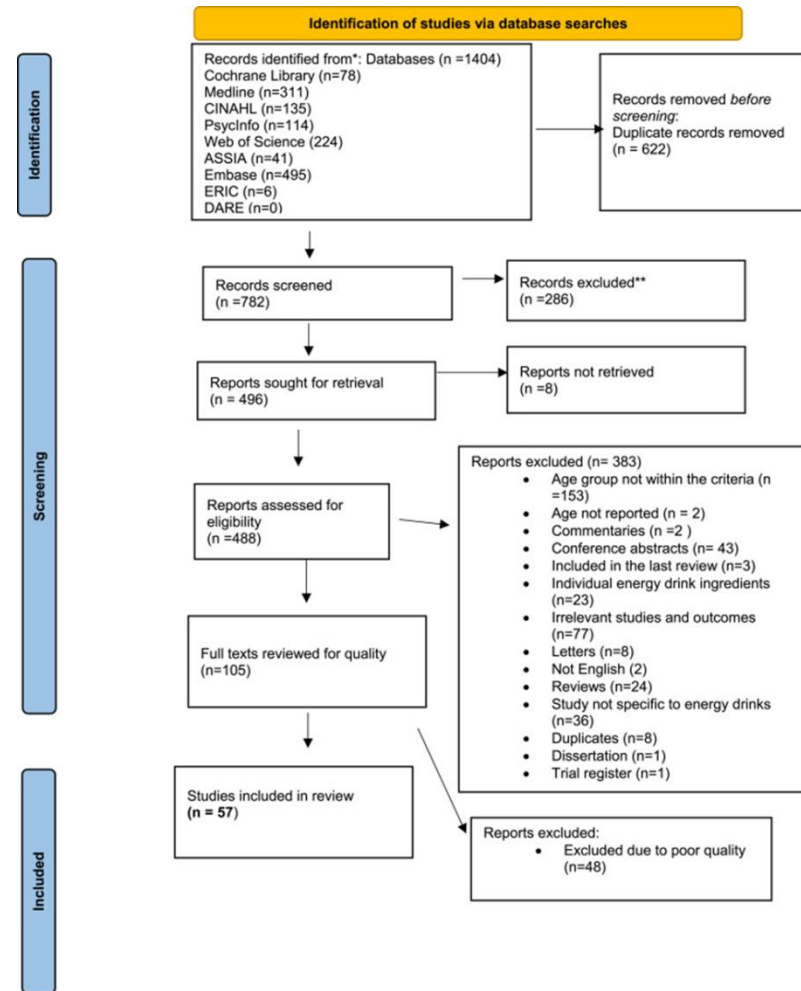 Identification of studies via database searches
Identification
Records identified from*: Databases (n =1404)
Cochrane Library (n=78)
Medline (n=311)
CINAHL (n=135)
PsycInfo (n=114)
Web of Science (224)
ASSIA (n=41)
Embase (n=495)
ERIC (n=6)
DARE (n=0)
Records removed before
screening:
Duplicate records removed
(n = 622)
Screening
Records screened
(n =782)
Records excluded**
(n =286)
Reports sought for retrieval
(n = 496)
Reports not retrieved
(n =8)
Reports assessed for
eligibility
(n =488)
Reports excluded (n= 383)
• Age group not within the criteria (n
=153)
• Age not reported (n = 2)
• Commentaries (n =2 )
• Conference abstracts (n= 43)
• Included in the last review (n=3)
• Individual energy drink ingredients
(n=23)
• Irrelevant studies and outcomes
(n=77)
• Letters (n=8)
• Not English (2)
• Reviews (n=24)
• Study not specific to energy drinks
(n=36)
• Duplicates (n=8)
• Dissertation (n=1)
• Trial register (n=1)
Full texts reviewed for quality
(n=105)
Included
Studies included in review
(n = 57)
Reports excluded:
• Excluded due to poor quality
(n=48)